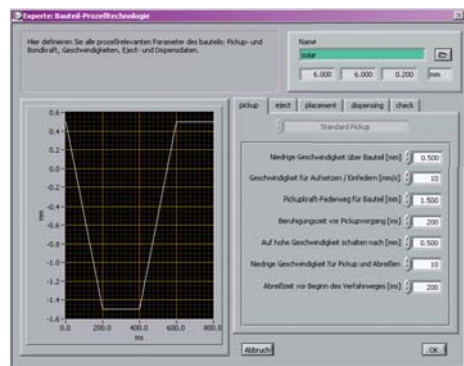 Experte: Bauteil-Prozeßtechnologie
Hier definieren Sie alle prozeßrelevanten Parameter des bauteils: Pickup- und
Bondkraft, Geschwindigkeiten, Eject- und Dispensdaten.
Name
solar
6.000 6.000 0.200 mm
pickup eject placement dispensing check
Standard Pickup
Niedrige Geschwindigkeit über Bauteil [mm] 0.500
Geschwindigkeit für Aufsetzen / Einfedern [mm/s] 10
Pickupkraft-Federweg für Bauteil [mm] 1.500
Beruhigungszeit vor Pickupvorgang [ms] 200
Auf hohe Geschwindigkeit schalten nach [mm] 0.500
Niedrige Geschwindigkeit für Pickup und Abreißen 10
Abreißzeit vor Beginn des Verfahrweges [ms] 200
0.6
0.4
0.2
0.0
-0.2
-0.4
-0.6
-0.8
-1.0
-1.2
-1.4
-1.6
mm
0.0 200.0 400.0 600.0 800.0
ms
Abbruch OK